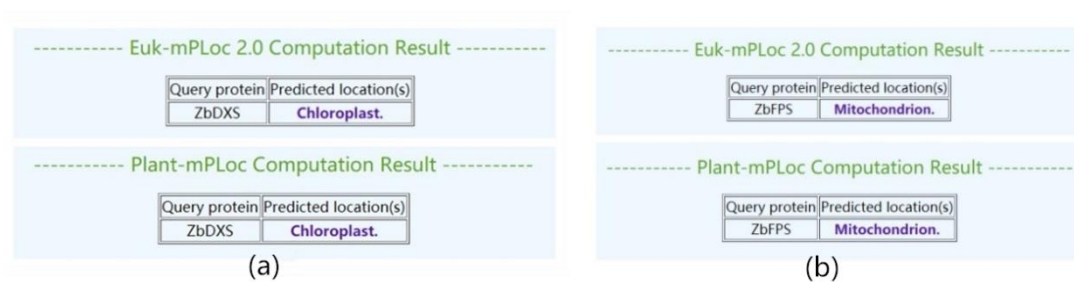 ---------- Euk-mPLoc 2.0 Computation Result ----------
Query protein Predicted location(s)
ZbDXS Chloroplast.
---------- Plant-mPLoc Computation Result ----------
Query protein Predicted location(s)
ZbDXS Chloroplast.
(a)
---------- Euk-mPLoc 2.0 Computation Result ----------
Query protein Predicted location(s)
ZbFPS Mitochondrion.
---------- Plant-mPLoc Computation Result ----------
Query protein Predicted location(s)
ZbFPS Mitochondrion.
(b)